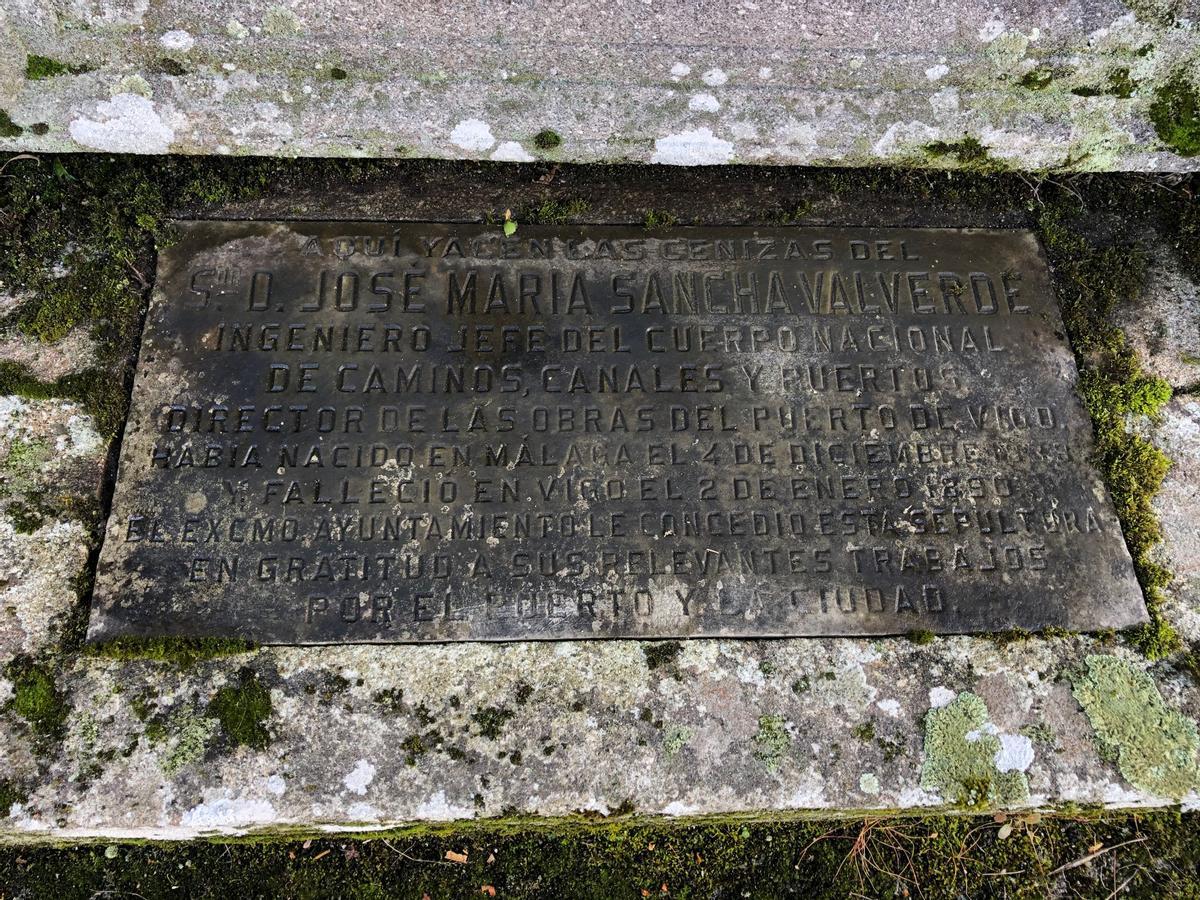 AQUÍ YACEN LAS CENIZAS DEL
D. JOSÉ MARIA SANCHA VALVERDE
INGENIERO JEFE DEL CUERPO NACIONAL
DE CAMINOS, CANALES Y PUERTOS
DIRECTOR DE LAS OBRAS DEL PUERTO DE VIGO.
HABIA NACIDO EN MÁLAGA EL 4 DE DICIEMBRE
Y FALLECIO EN VIGO EL 2 DE ENERO 1890
EL EXCMO. AYUNTAMIENTO LE CONCEDIO ESTA SEPULTURA
EN GRATITUD A SUS RELEVANTES TRABAJOS
POR EL PUERTO Y LA CIUDAD.